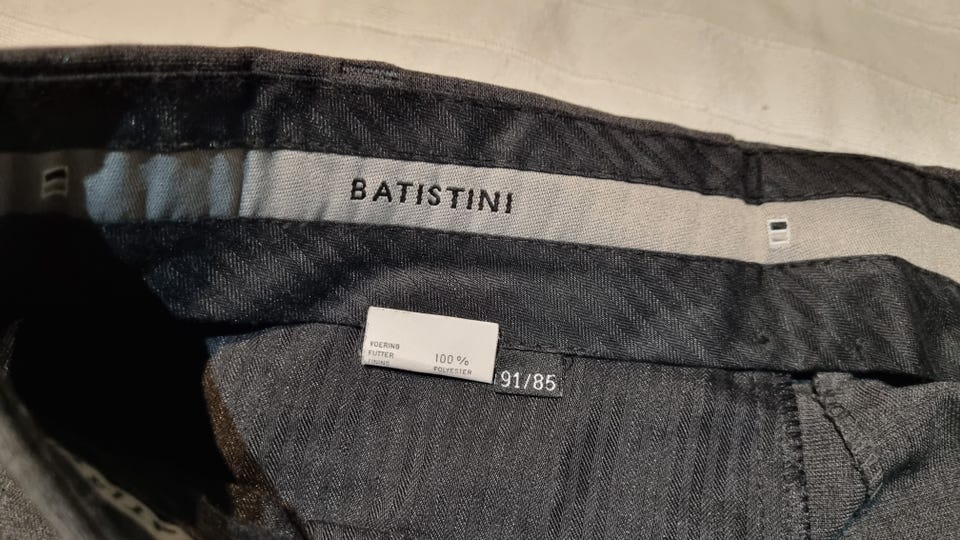 BATISTINI
VOERING
FUTTER
LINING
100 %
POLYESTER
91/85